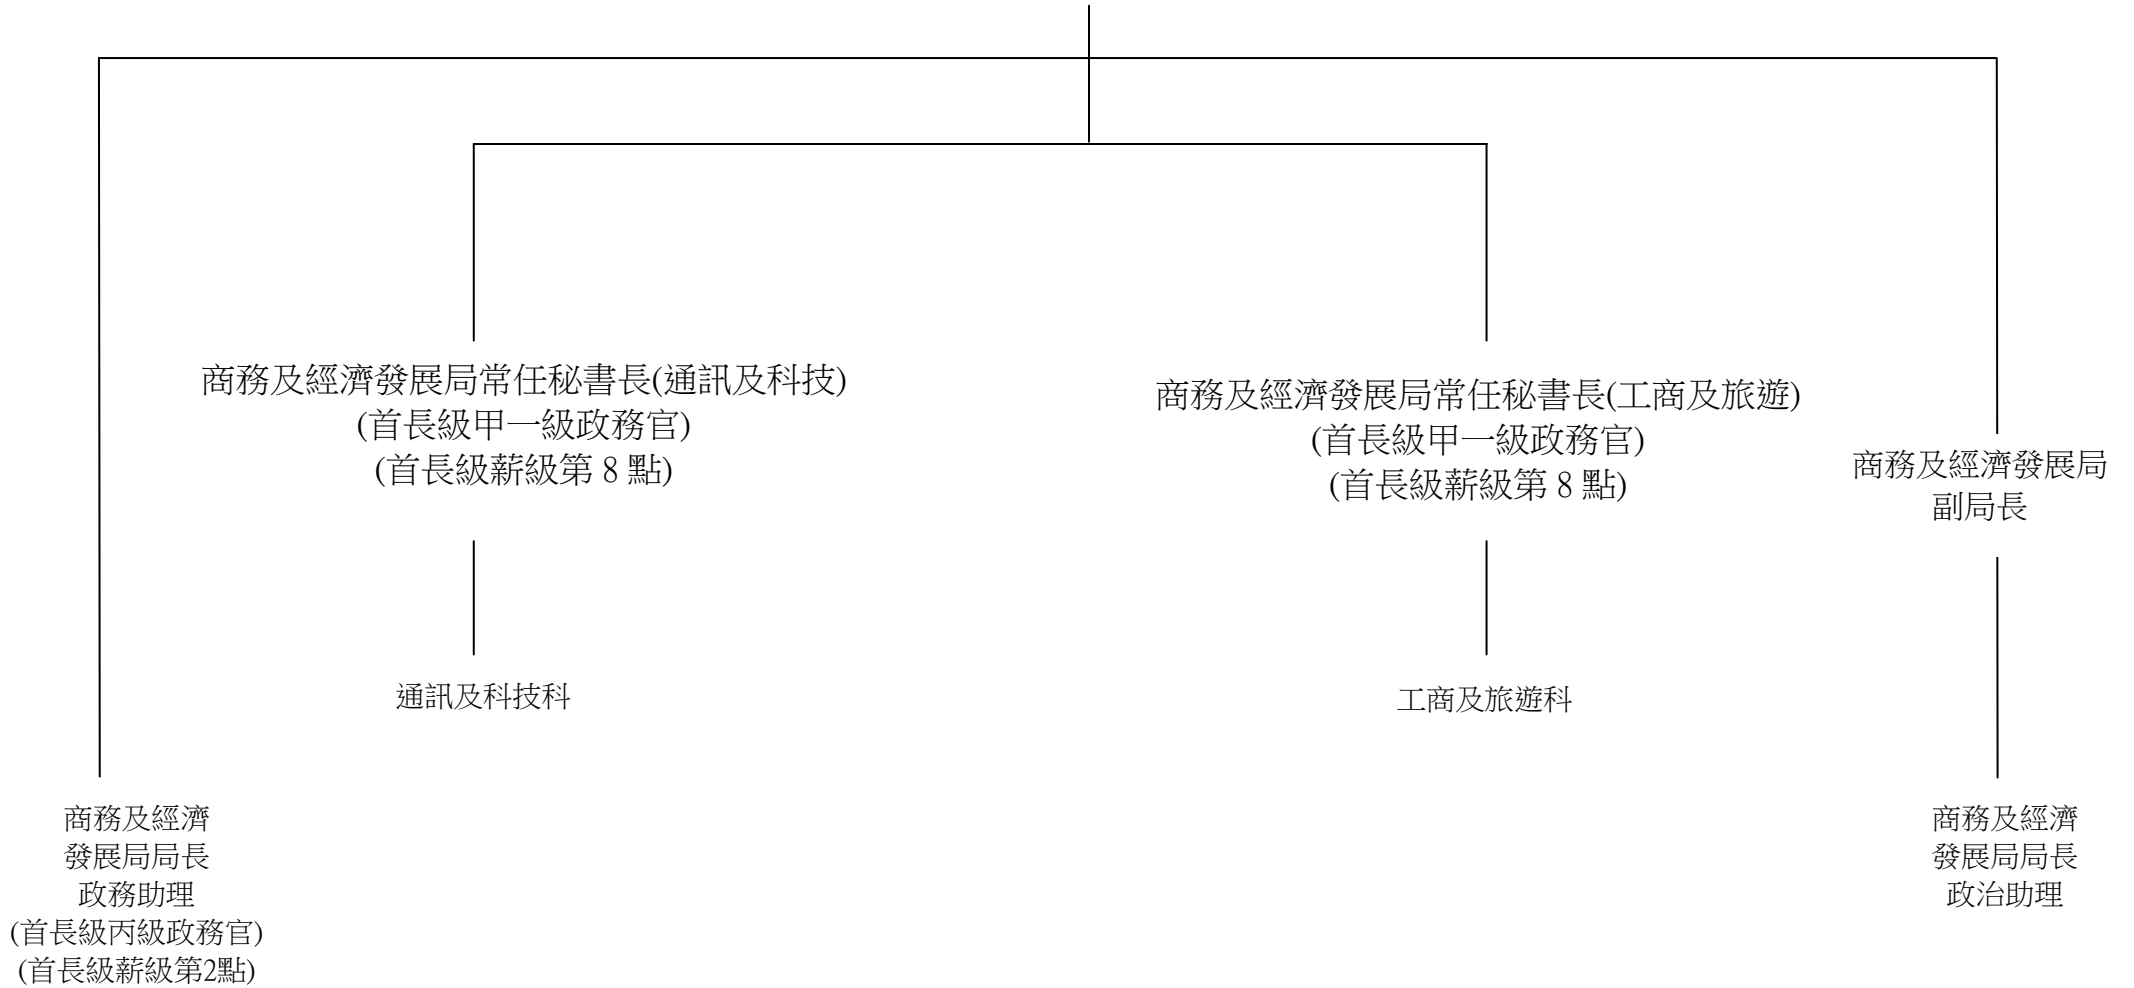 商務及經濟發展局常任秘書長(通訊及科技)
(首長級甲一級政務官)
(首長級薪級第 8 點)
商務及經濟發展局常任秘書長(工商及旅遊)
(首長級甲一級政務官)
(首長級薪級第 8 點)
商務及經濟發展局
副局長
通訊及科技科
工商及旅遊科
商務及經濟
發展局局長
政務助理
(首長級丙級政務官)
(首長級薪級第2點)
商務及經濟
發展局局長
政治助理